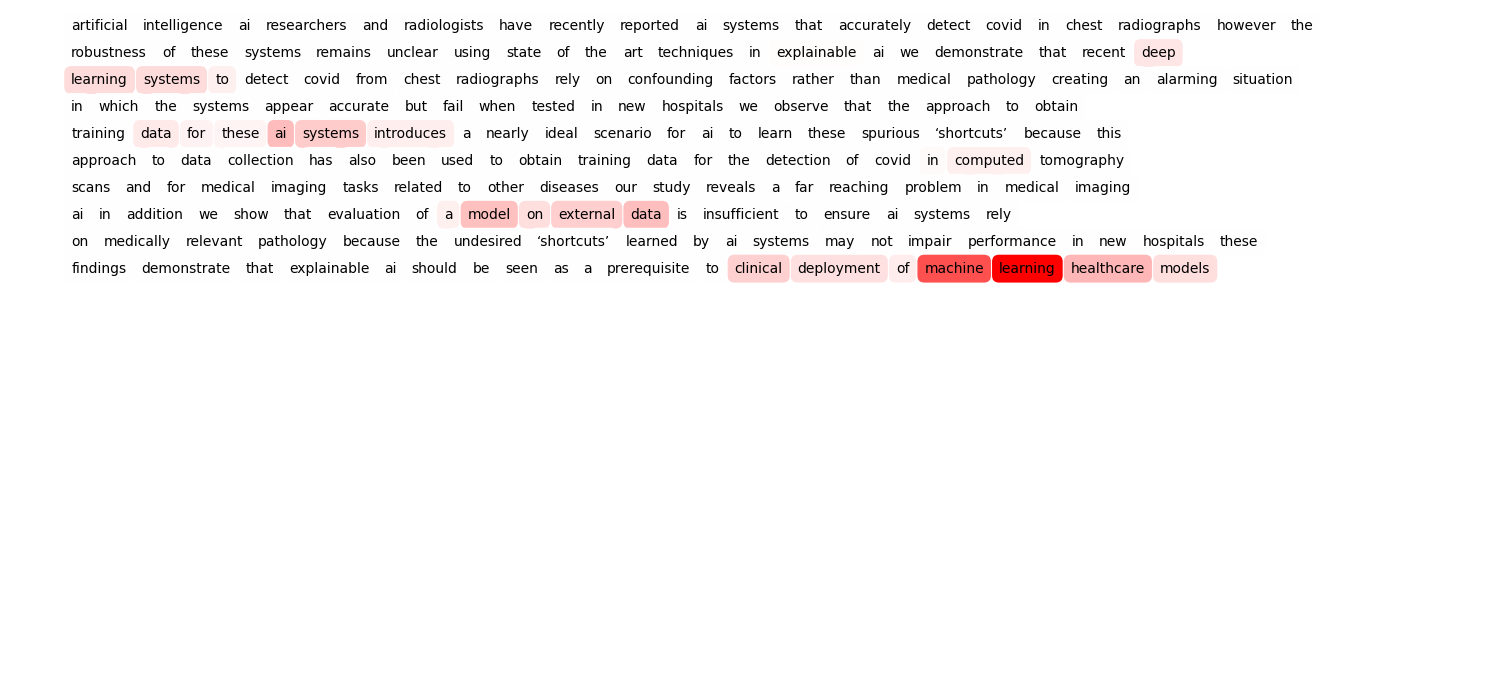 artificial intelligence ai researchers and radiologists have recently reported ai systems that accurately detect covid in chest radiographs however the
robustness of these systems remains unclear using state of the art techniques in explainable ai we demonstrate that recent deep
learning systems to detect covid from chest radiographs rely on confounding factors rather than medical pathology creating an alarming situation
in which the systems appear accurate but fail when tested in new hospitals we observe that the approach to obtain
training data for these ai systems introduces a nearly ideal scenario for ai to learn these spurious ‘shortcuts’ because this
approach to data collection has also been used to obtain training data for the detection of covid in computed tomography
scans and for medical imaging tasks related to other diseases our study reveals a far reaching problem in medical imaging
ai in addition we show that evaluation of a model on external data is insufficient to ensure ai systems rely
on medically relevant pathology because the undesired ‘shortcuts’ learned by ai systems may not impair performance in new hospitals these
findings demonstrate that explainable ai should be seen as a prerequisite to clinical deployment of machine learning healthcare models